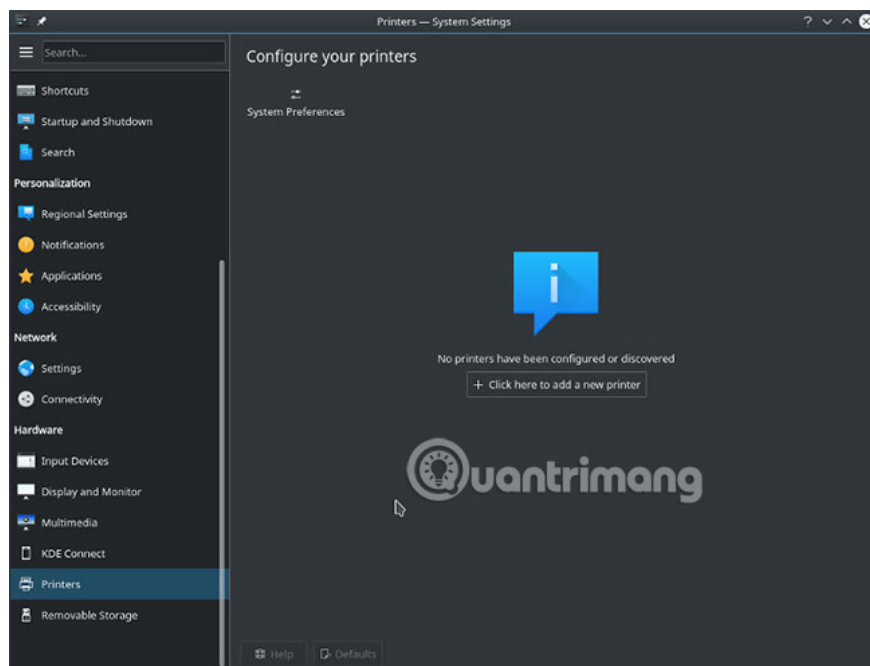 Printers — System Settings
Search...
Shortcuts
Startup and Shutdown
Search
Personalization
Regional Settings
Notifications
Applications
Accessibility
Network
Settings
Connectivity
Hardware
Input Devices
Display and Monitor
Multimedia
KDE Connect
Printers
Removable Storage
Configure your printers
System Preferences
No printers have been configured or discovered
+ Click here to add a new printer
Quantrimang
Help
Defaults